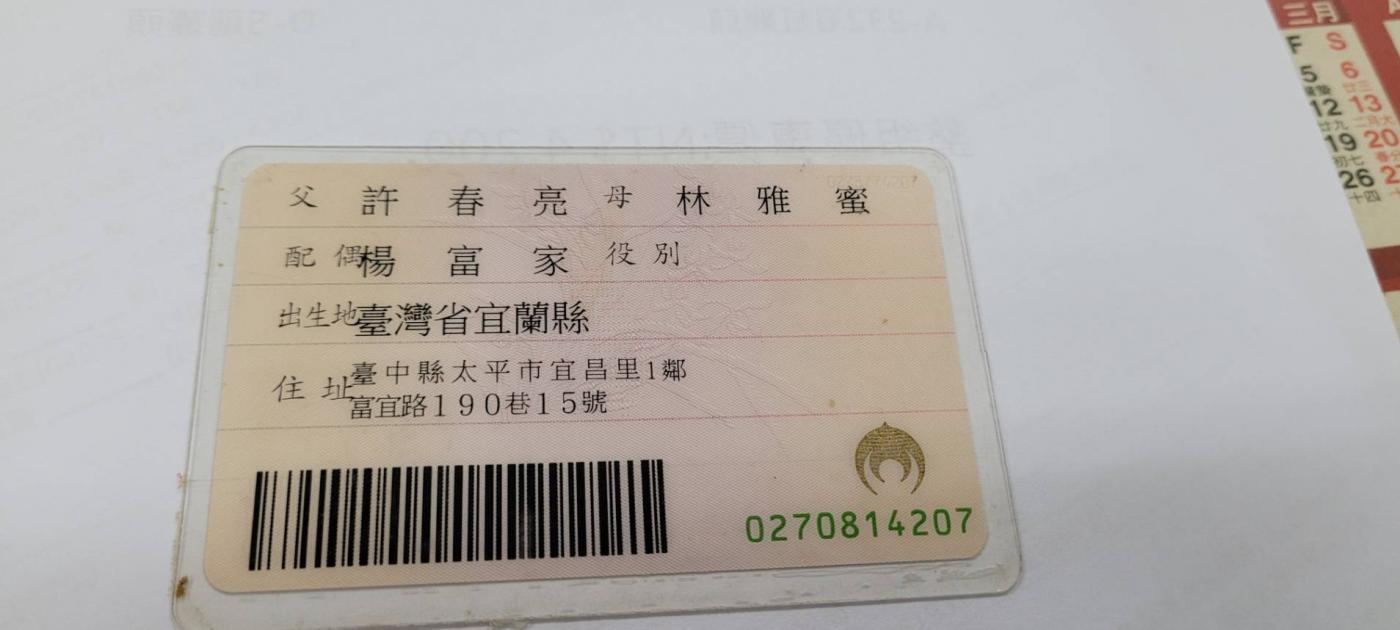 父 許春亮 母 林雅蜜
配偶 楊富家 役別
出生地 臺灣省宜蘭縣
住址 臺中縣太平市宜昌里1鄰
富宜路190巷15號
0270814207
三月
F S
5 6
12 13
19 20
26